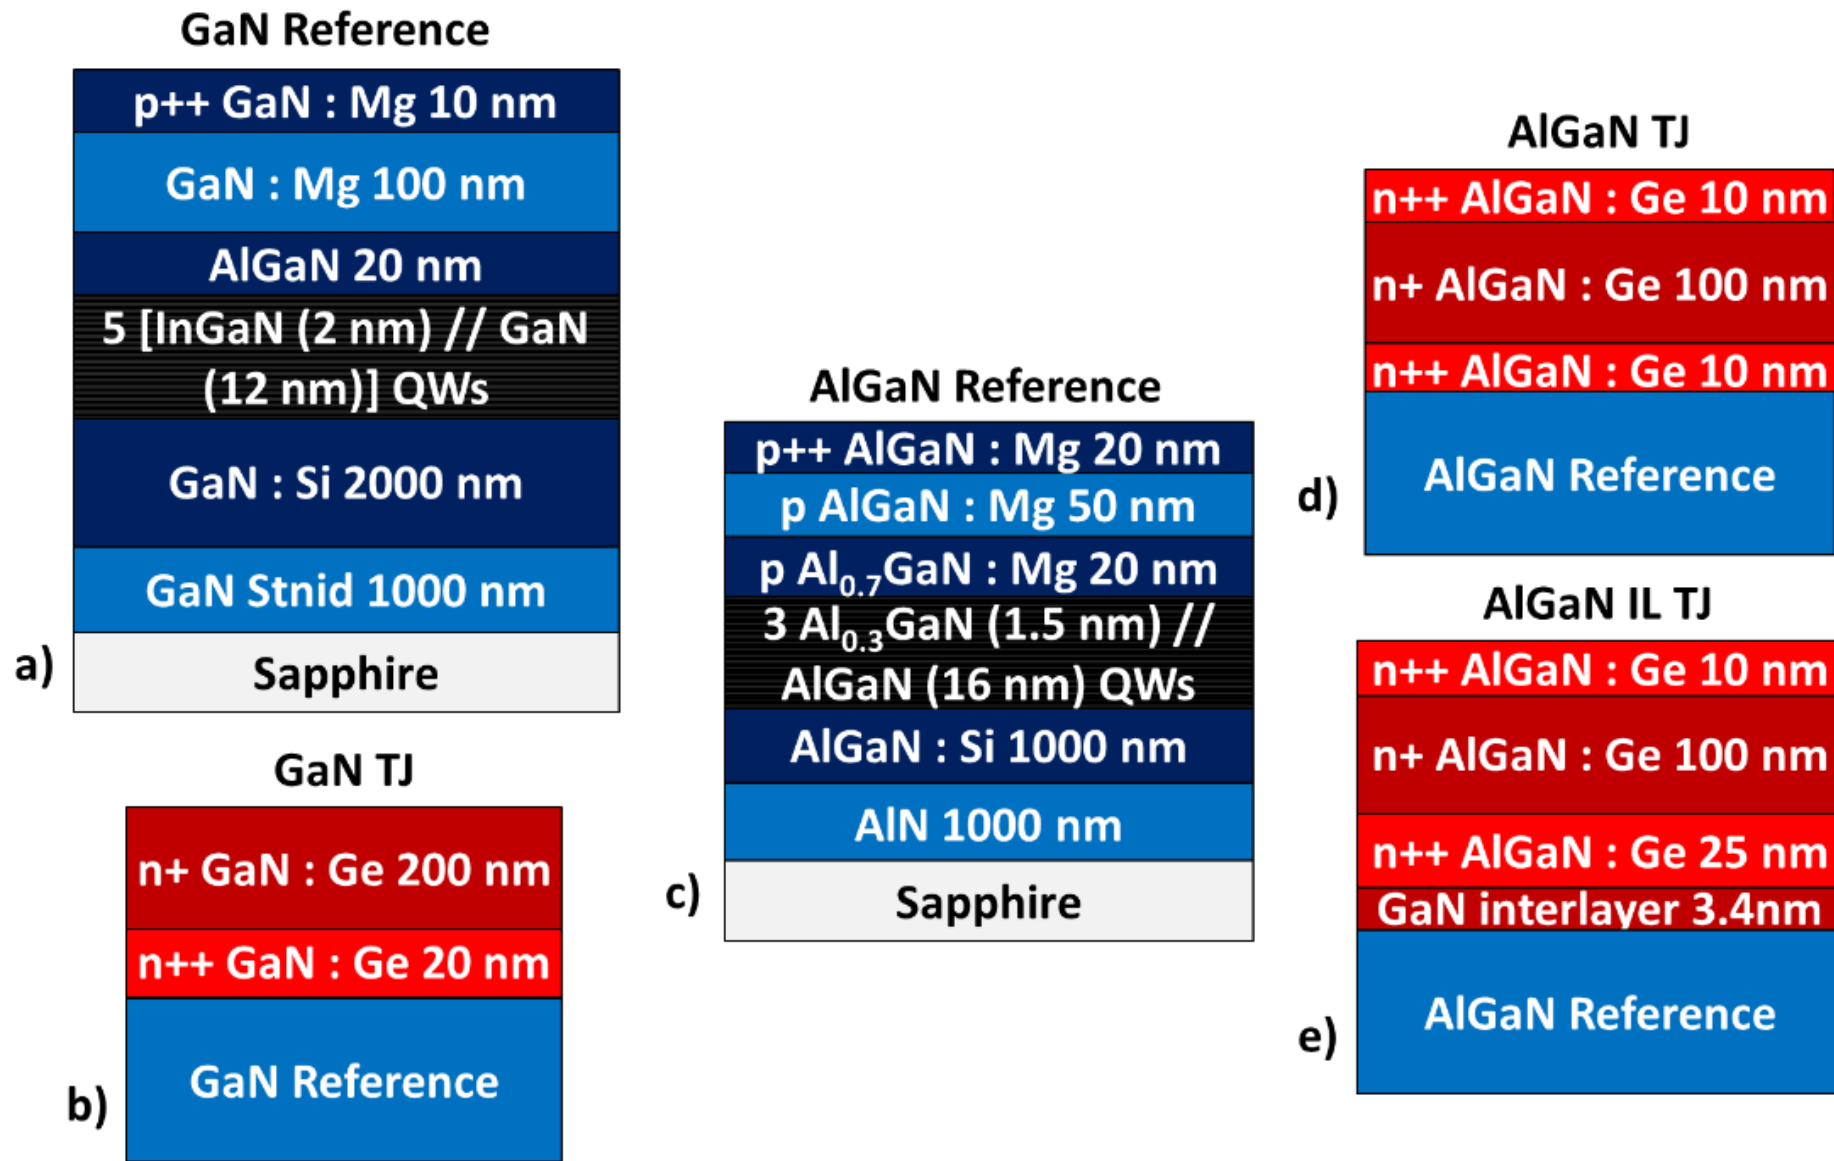 GaN Reference
p++ GaN : Mg 10 nm
GaN : Mg 100 nm
AlGaN 20 nm
5 [InGaN (2 nm) // GaN
(12 nm)] QWs
GaN : Si 2000 nm
GaN Stnid 1000 nm
Sapphire
a)
GaN TJ
n+ GaN : Ge 200 nm
n++ GaN : Ge 20 nm
GaN Reference
b)
AlGaN Reference
p++ AlGaN : Mg 20 nm
p AlGaN : Mg 50 nm
p Al0.7GaN : Mg 20 nm
3 Al0.3GaN (1.5 nm) //
AlGaN (16 nm) QWs
AlGaN : Si 1000 nm
AlN 1000 nm
Sapphire
c)
AlGaN TJ
n++ AlGaN : Ge 10 nm
n+ AlGaN : Ge 100 nm
n++ AlGaN : Ge 10 nm
AlGaN Reference
d)
AlGaN IL TJ
n++ AlGaN : Ge 10 nm
n+ AlGaN : Ge 100 nm
n++ AlGaN : Ge 25 nm
GaN interlayer 3.4nm
AlGaN Reference
e)